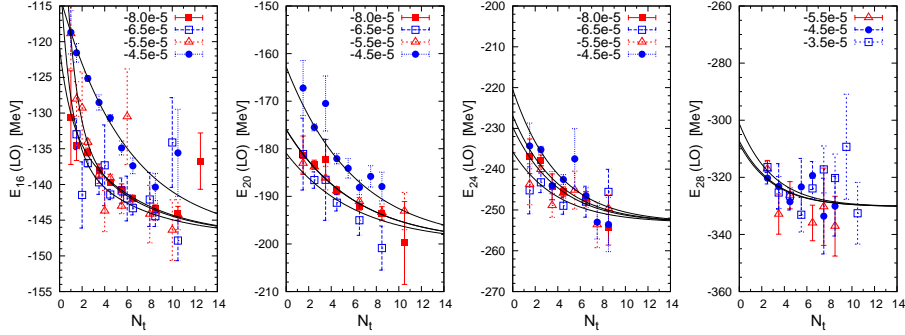 E16 (LO) [MeV]
-115
-120
-125
-130
-135
-140
-145
-150
-155
0 2 4 6 8 10 12 14
Nt
-8.0e-5
-6.5e-5
-5.5e-5
-4.5e-5
E20 (LO) [MeV]
-150
-160
-170
-180
-190
-200
-210
0 2 4 6 8 10 12 14
Nt
-8.0e-5
-6.5e-5
-5.5e-5
-4.5e-5
E24 (LO) [MeV]
-200
-210
-220
-230
-240
-250
-260
-270
0 2 4 6 8 10 12 14
Nt
-8.0e-5
-6.5e-5
-5.5e-5
-4.5e-5
E28 (LO) [MeV]
-260
-280
-300
-320
-340
-360
0 2 4 6 8 10 12 14
Nt
-5.5e-5
-4.5e-5
-3.5e-5